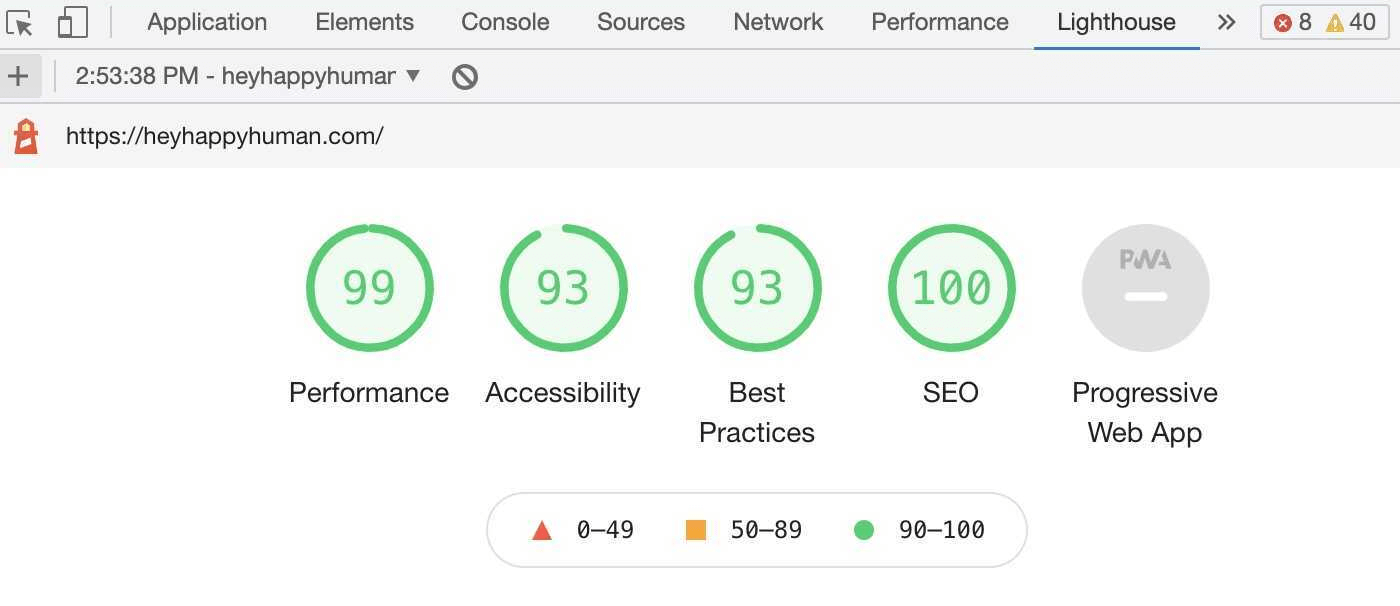 Application Elements Console Sources Network Performance Lighthouse » 8 40
2:53:38 PM - heyhappyhumar
https://heyhappyhuman.com/
99 93 93 100 PWA
Performance Accessibility Best Practices SEO Progressive Web App
0–49 50–89 90–100